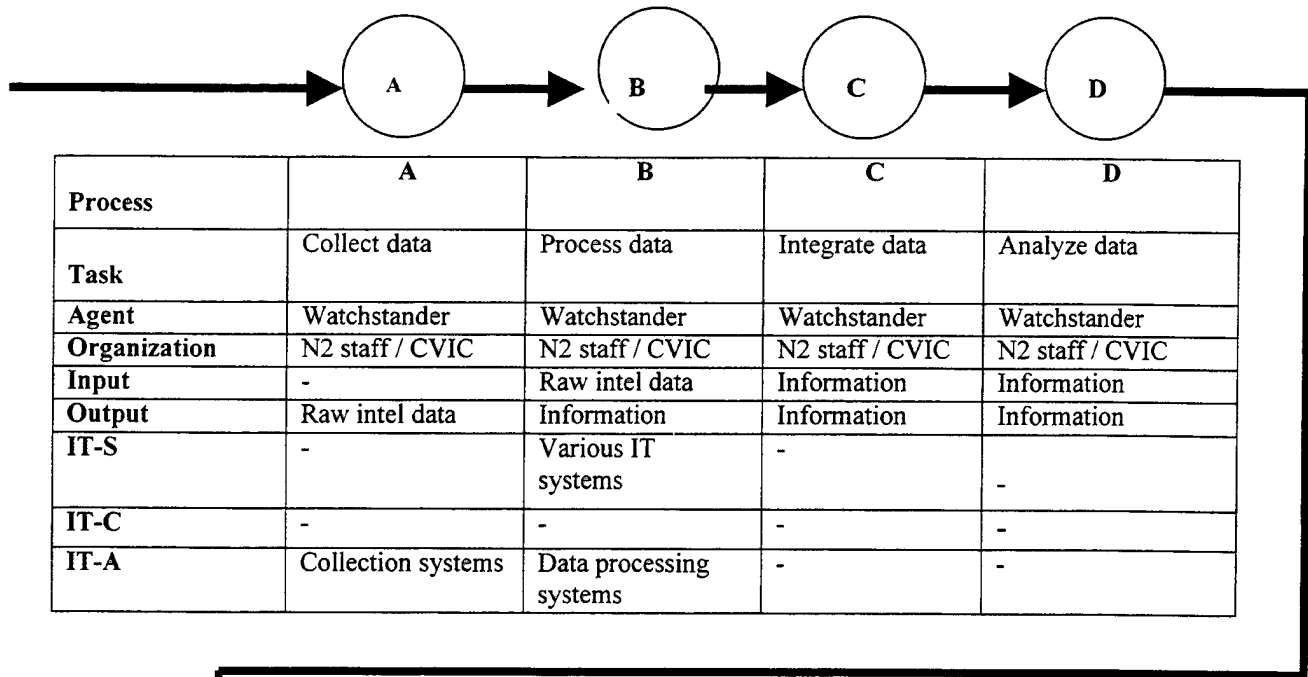 A B C D
Process A B C D
Task Collect data Process data Integrate data Analyze data
Agent Watchstander Watchstander Watchstander Watchstander
Organization N2 staff / CVIC N2 staff / CVIC N2 staff / CVIC N2 staff / CVIC
Input - Raw intel data Information Information
Output Raw intel data Information Information Information
IT-S - Various IT - -
systems
IT-C - - - -
IT-A Collection systems Data processing - -
systems